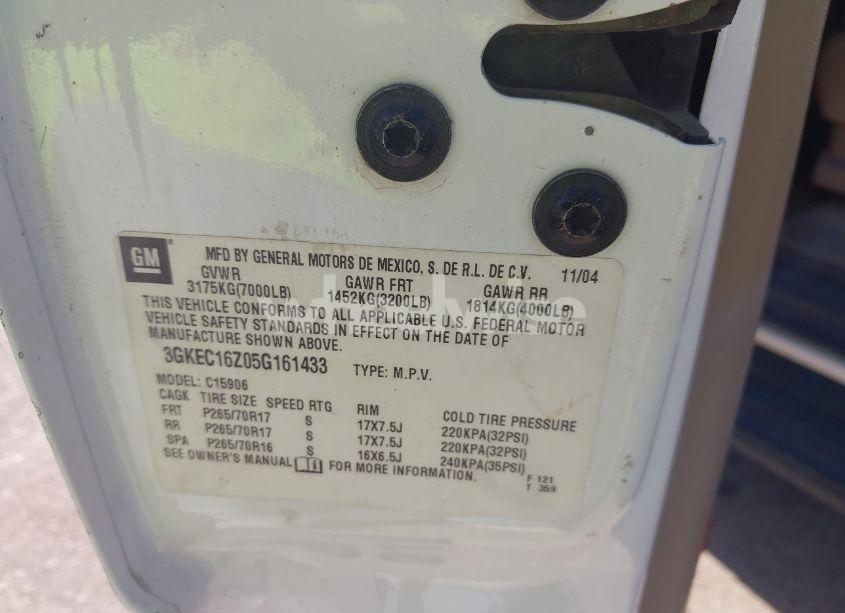 GM
MFD BY GENERAL MOTORS DE MEXICO, S. DE R.L. DE C.V. 11/04
GVWR GAWR FRT GAWR RR
3175KG(7000LB) 1452KG(3200LB) 1814KG(4000LB)
THIS VEHICLE CONFORMS TO ALL APPLICABLE U.S. FEDERAL MOTOR
VEHICLE SAFETY STANDARDS IN EFFECT ON THE DATE OF
MANUFACTURE SHOWN ABOVE.
3GKEC16Z05G161433 TYPE: M.P.V.
MODEL: C15906
CAGK TIRE SIZE SPEED RTG RIM COLD TIRE PRESSURE
FRT P265/70R17 S 17X7.5J 220KPA(32PSI)
RR P265/70R17 S 17X7.5J 220KPA(32PSI)
SPA P265/70R16 S 16X6.5J 240KPA(35PSI)
SEE OWNER'S MANUAL FOR MORE INFORMATION.
F 121
T 359